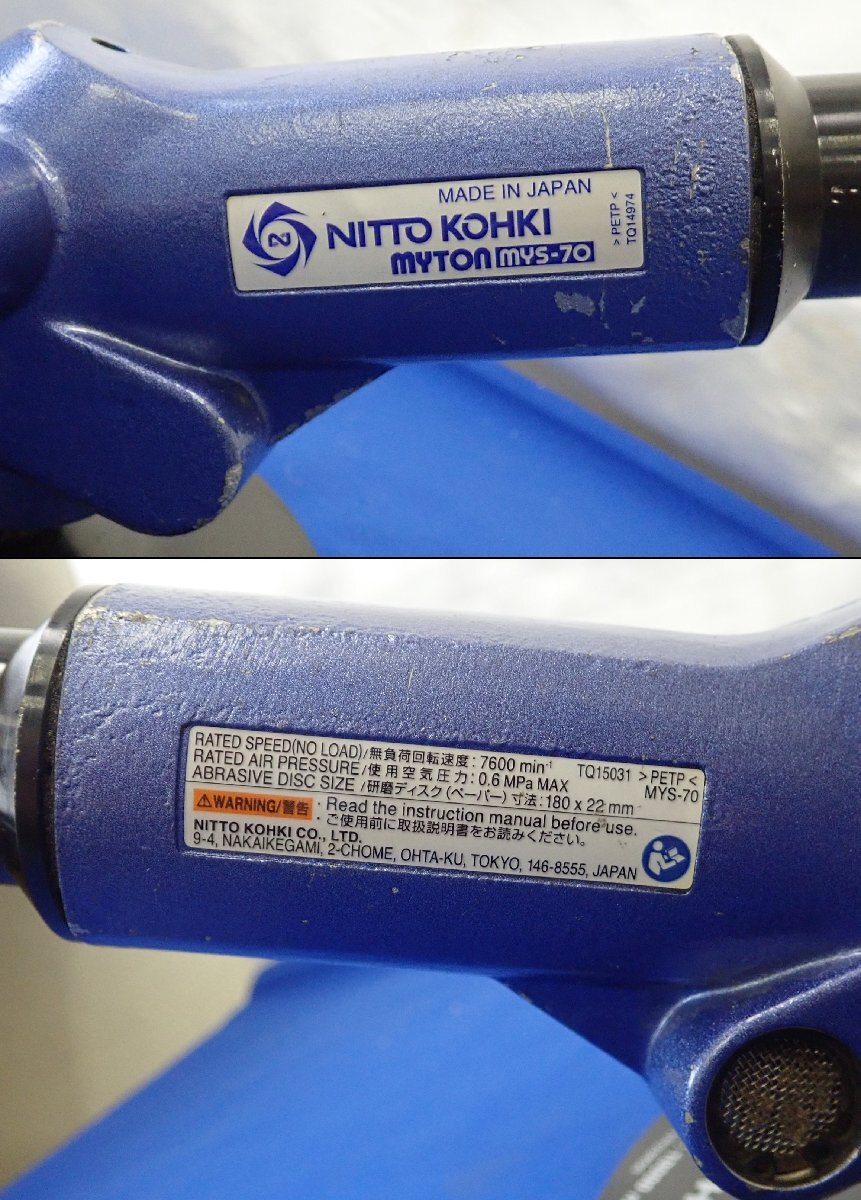 MADE IN JAPAN
NITTO KOHKI
MYTON MYS-70
> PETP <
TQ14974
RATED SPEED(NO LOAD)/無負荷回転速度: 7600 min⁻¹ TQ15031 > PETP <
RATED AIR PRESSURE/使用空気圧力: 0.6 MPa MAX MYS-70
ABRASIVE DISC SIZE /研磨ディスク(ペーパー)寸法: 180 x 22 mm
⚠WARNING/警告 : Read the instruction manual before use.
ご使用前に取扱説明書をお読みください。
NITTO KOHKI CO., LTD.
9-4, NAKAIKEGAMI, 2-CHOME, OHTA-KU, TOKYO, 146-8555, JAPAN